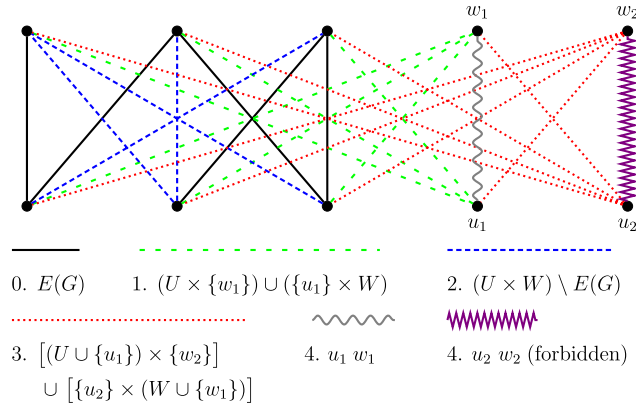 w₁ w₂
u₁ u₂
0. E(G) 1. (U × {w₁}) ∪ ({u₁} × W) 2. (U × W) \ E(G)
3. [(U ∪ {u₁}) × {w₂}] 4. u₁ w₁ 4. u₂ w₂ (forbidden)
∪ [{u₂} × (W ∪ {w₁})]